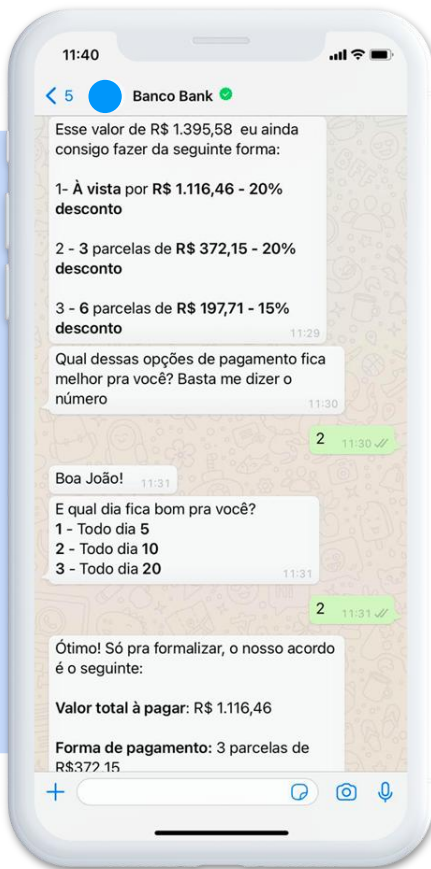 11:40
5 Banco Bank
Esse valor de R$ 1.395,58 eu ainda
consigo fazer da seguinte forma:
1- À vista por R$ 1.116,46 - 20%
desconto
2 - 3 parcelas de R$ 372,15 - 20%
desconto
3 - 6 parcelas de R$ 197,71 - 15%
desconto
11:29
Qual dessas opções de pagamento fica
melhor pra você? Basta me dizer o
número
11:30
2 11:30
Boa João! 11:31
E qual dia fica bom pra você?
1 - Todo dia 5
2 - Todo dia 10
3 - Todo dia 20
11:31
2 11:31
Ótimo! Só pra formalizar, o nosso acordo
é o seguinte:
Valor total à pagar: R$ 1.116,46
Forma de pagamento: 3 parcelas de
R$372,15